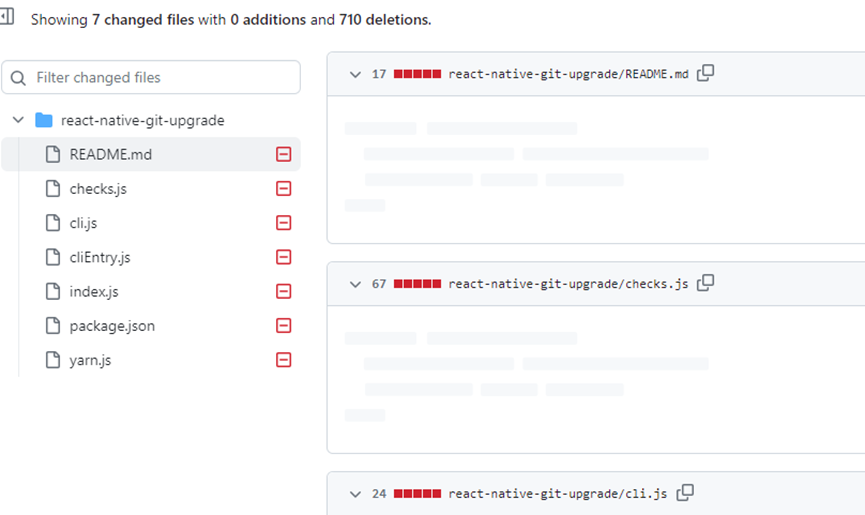 Showing 7 changed files with 0 additions and 710 deletions.
Filter changed files
react-native-git-upgrade
README.md
checks.js
cli.js
cliEntry.js
index.js
package.json
yarn.js
17 react-native-git-upgrade/README.md
67 react-native-git-upgrade/checks.js
24 react-native-git-upgrade/cli.js